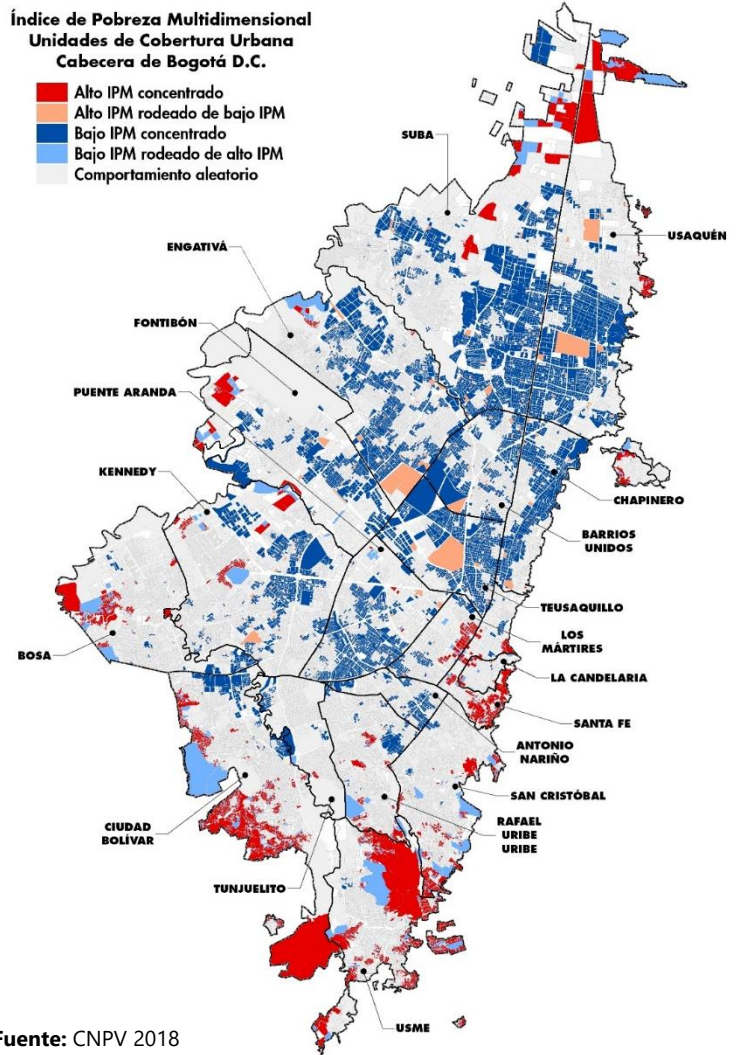 Índice de Pobreza Multidimensional
Unidades de Cobertura Urbana
Cabecera de Bogotá D.C.
Alto IPM concentrado
Alto IPM rodeado de bajo IPM
Bajo IPM concentrado
Bajo IPM rodeado de alto IPM
Comportamiento aleatorio
SUBA
USAQUÉN
ENGATIVÁ
FONTIBÓN
PUENTE ARANDA
KENNEDY
CHAPINERO
BARRIOS
UNIDOS
TEUSAQUILLO
LOS
MÁRTIRES
BOSA
LA CANDELARIA
SANTA FE
ANTONIO
NARIÑO
SAN CRISTÓBAL
RAFAEL
URIBE
URIBE
CIUDAD
BOLÍVAR
TUNJUELITO
USME
Fuente: CNPV 2018